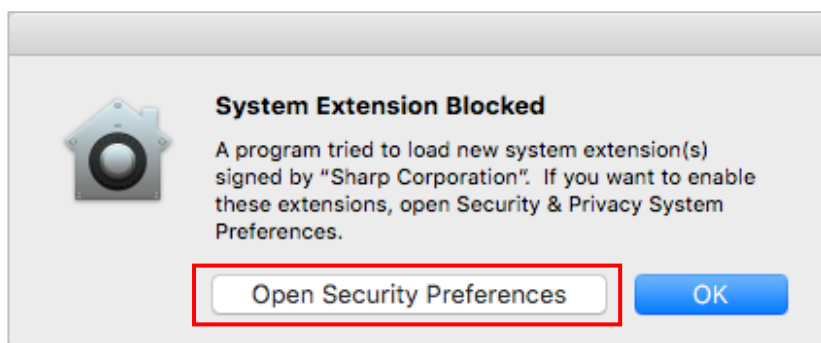 System Extension Blocked
A program tried to load new system extension(s)
signed by “Sharp Corporation“.  If you want to enable
these extensions, open Security & Privacy System
Preferences.
Open Security Preferences
OK